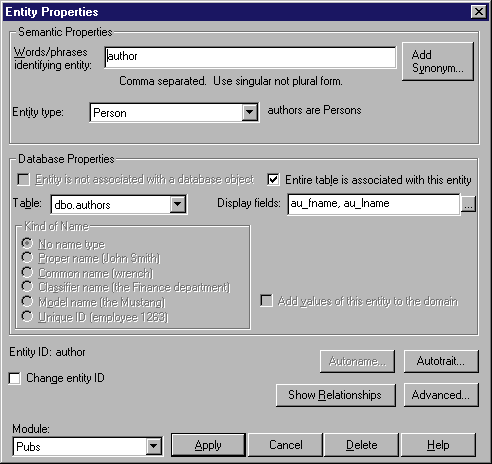 Entity Properties
Semantic Properties
Words/phrases
identifying entity:
author
Add
Synonym...
Comma separated. Use singular not plural form.
Entity type:
Person
authors are Persons
Database Properties
Entity is not associated with a database object
Entire table is associated with this entity
Table:
dbo.authors
Display fields:
au_fname, au_lname
...
Kind of Name
No name type
Proper name (John Smith)
Common name (wrench)
Classifier name (the Finance department)
Model name (the Mustang)
Unique ID (employee 1263)
Add values of this entity to the domain
Entity ID: author
Autoname...
Autotrait...
Change entity ID
Show Relationships
Advanced...
Module:
Pubs
Apply
Cancel
Delete
Help